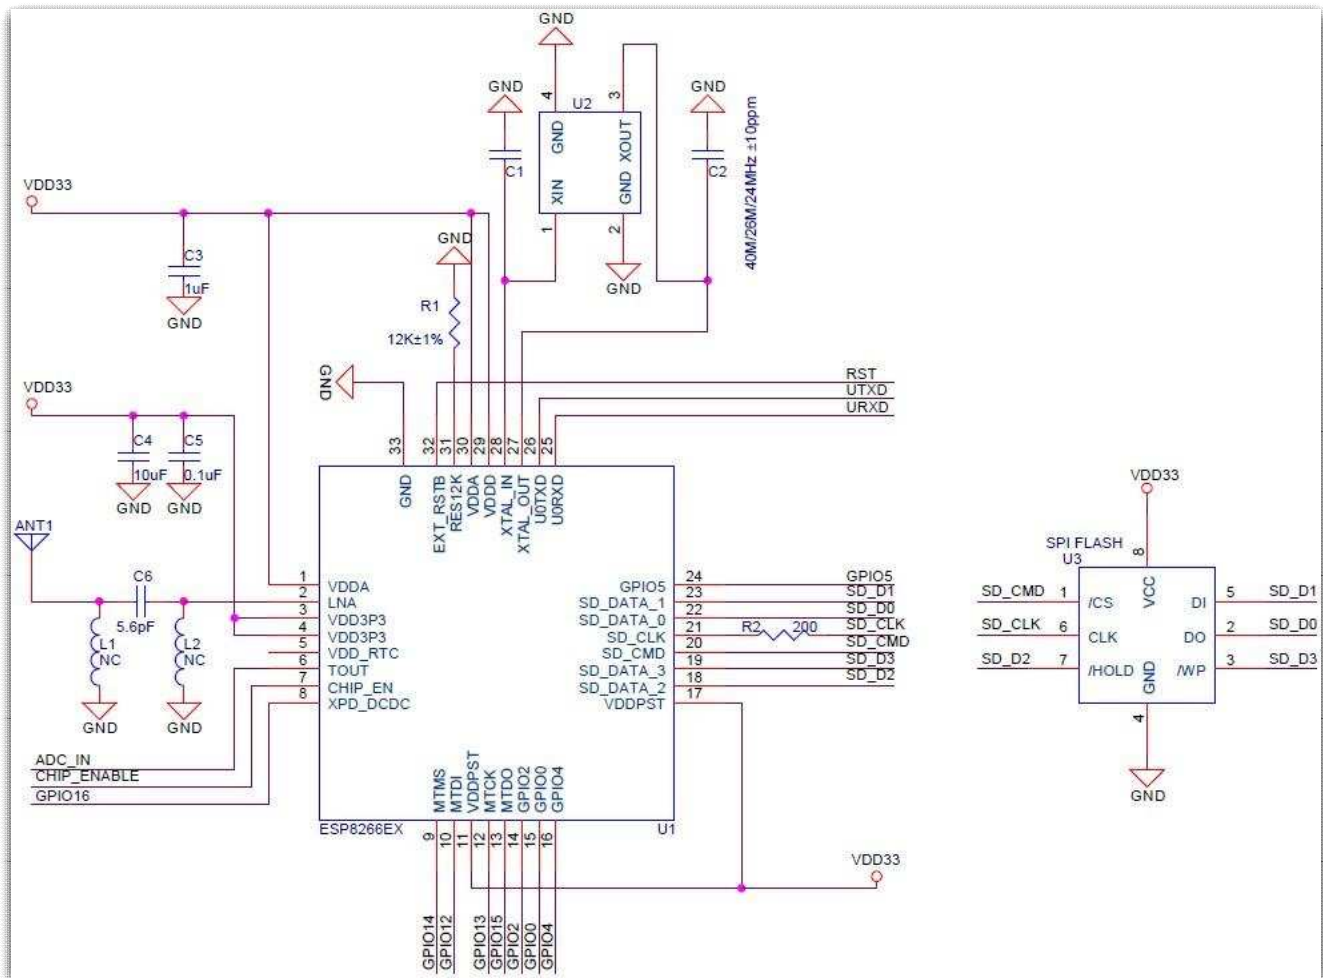 GND
GND
GND
4
U2
3
GND
XOUT
C1
C2
XIN
GND
40M/26M/24MHz ±10ppm
VDD33
1
2
GND
C3
1uF
GND
GND
R1
12K±1%
GND
RST
UTXD
URXD
VDD33
C4
C5
10uF
0.1uF
GND
GND
33
32
31
30
29
28
27
26
25
GND
EXT_RSTB
RES12K
VDDA
VDDD
XTAL_IN
XTAL_OUT
U0TXD
U0RXD
ANT1
C6
5.6pF
L1
NC
L2
NC
GND
GND
1 VDDA
2 LNA
3 VDD3P3
4 VDD3P3
5 VDD_RTC
6 TOUT
7 CHIP_EN
8 XPD_DCDC
GPIO5 24 GPIO5
SD_DATA_1 23 SD_D1
SD_DATA_0 22 SD_D0
SD_CLK 21 R2 200 SD_CLK
SD_CMD 20 SD_CMD
SD_DATA_3 19 SD_D3
SD_DATA_2 18 SD_D2
VDDPST 17
VDD33
SPI FLASH
U3
8
VCC
SD_CMD 1 /CS DI 5 SD_D1
SD_CLK 6 CLK DO 2 SD_D0
SD_D2 7 /HOLD /WP 3 SD_D3
GND
4
GND
ADC_IN
CHIP_ENABLE
GPIO16
MTMS
MTDI
VDDPST
MTCK
MTDO
GPIO2
GPIO0
GPIO4
ESP8266EX
U1
9
10
11
12
13
14
15
16
VDD33
GPIO14
GPIO12
GPIO13
GPIO15
GPIO2
GPIO0
GPIO4